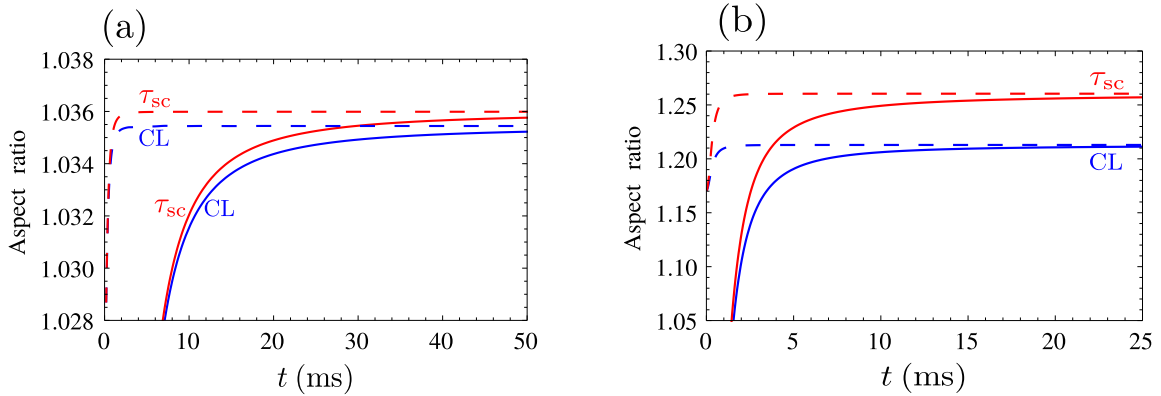 (a)
1.038
1.036
1.034
1.032
1.030
1.028
Aspect ratio
τsc
CL
τsc
CL
0 10 20 30 40 50
t (ms)
(b)
1.30
1.25
1.20
1.15
1.10
1.05
Aspect ratio
τsc
CL
0 5 10 15 20 25
t (ms)